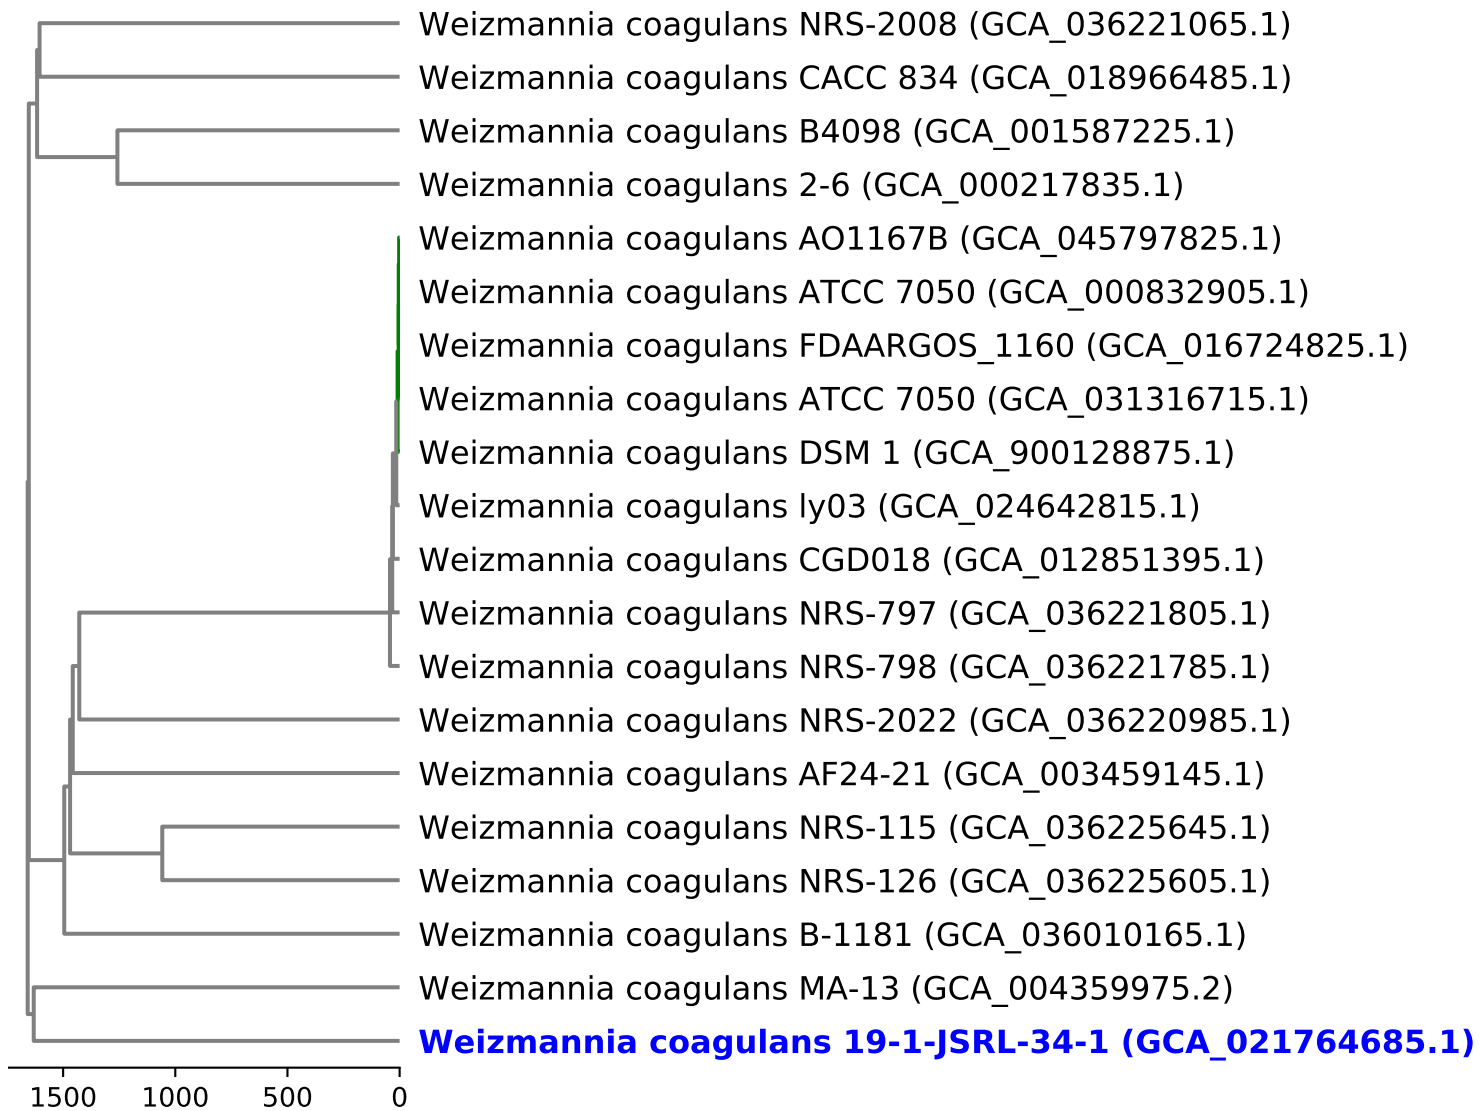 Weizmannia coagulans NRS-2008 (GCA_036221065.1)
Weizmannia coagulans CACC 834 (GCA_018966485.1)
Weizmannia coagulans B4098 (GCA_001587225.1)
Weizmannia coagulans 2-6 (GCA_000217835.1)
Weizmannia coagulans AO1167B (GCA_045797825.1)
Weizmannia coagulans ATCC 7050 (GCA_000832905.1)
Weizmannia coagulans FDAARGOS_1160 (GCA_016724825.1)
Weizmannia coagulans ATCC 7050 (GCA_031316715.1)
Weizmannia coagulans DSM 1 (GCA_900128875.1)
Weizmannia coagulans ly03 (GCA_024642815.1)
Weizmannia coagulans CGD018 (GCA_012851395.1)
Weizmannia coagulans NRS-797 (GCA_036221805.1)
Weizmannia coagulans NRS-798 (GCA_036221785.1)
Weizmannia coagulans NRS-2022 (GCA_036220985.1)
Weizmannia coagulans AF24-21 (GCA_003459145.1)
Weizmannia coagulans NRS-115 (GCA_036225645.1)
Weizmannia coagulans NRS-126 (GCA_036225605.1)
Weizmannia coagulans B-1181 (GCA_036010165.1)
Weizmannia coagulans MA-13 (GCA_004359975.2)
Weizmannia coagulans 19-1-JSRL-34-1 (GCA_021764685.1)
1500 1000 500 0